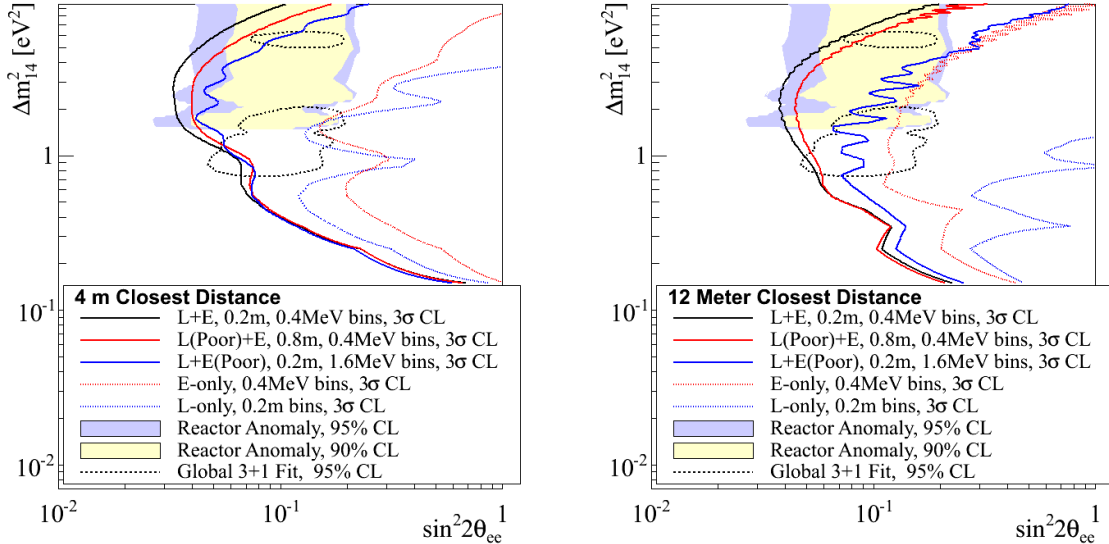 Δm²₁₄ [eV²]
1
10⁻¹
10⁻²
4 m Closest Distance
L+E, 0.2m, 0.4MeV bins, 3σ CL
L(Poor)+E, 0.8m, 0.4MeV bins, 3σ CL
L+E(Poor), 0.2m, 1.6MeV bins, 3σ CL
E-only, 0.4MeV bins, 3σ CL
L-only, 0.2m bins, 3σ CL
Reactor Anomaly, 95% CL
Reactor Anomaly, 90% CL
Global 3+1 Fit, 95% CL
10⁻²
10⁻¹
1
sin²2θₑₑ
Δm²₁₄ [eV²]
1
10⁻¹
10⁻²
12 Meter Closest Distance
L+E, 0.2m, 0.4MeV bins, 3σ CL
L(Poor)+E, 0.8m, 0.4MeV bins, 3σ CL
L+E(Poor), 0.2m, 1.6MeV bins, 3σ CL
E-only, 0.4MeV bins, 3σ CL
L-only, 0.2m bins, 3σ CL
Reactor Anomaly, 95% CL
Reactor Anomaly, 90% CL
Global 3+1 Fit, 95% CL
10⁻²
10⁻¹
1
sin²2θₑₑ